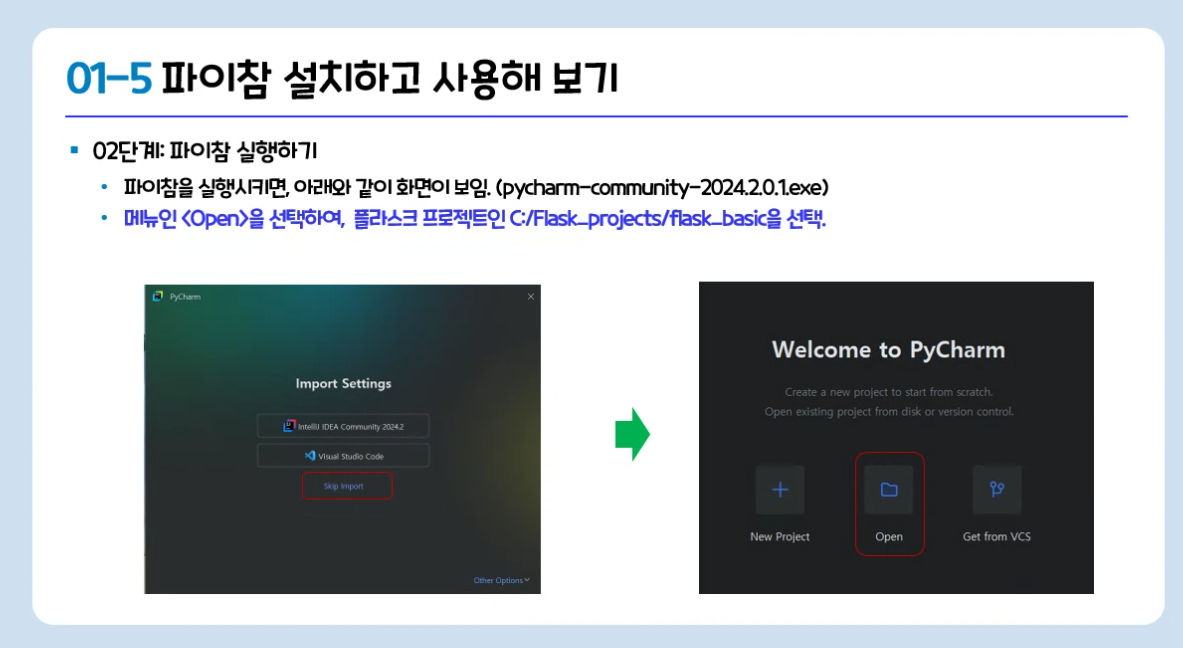 01-5 파이참 설치하고 사용해 보기
02단계: 파이참 실행하기
파이참을 실행시키면, 아래와 같이 화면이 보임. (pycharm-community-2024.2.0.1.exe)
메뉴인 <Open>을 선택하여, 플라스크 프로젝트인 C:/Flask_projects/flask_basic을 선택.
PyCharm
Import Settings
IntelliJ IDEA Community 2024.2
Visual Studio Code
Skip Import
Other Options
Welcome to PyCharm
Create a new project to start from scratch.
Open existing project from disk or version control.
New Project
Open
Get from VCS